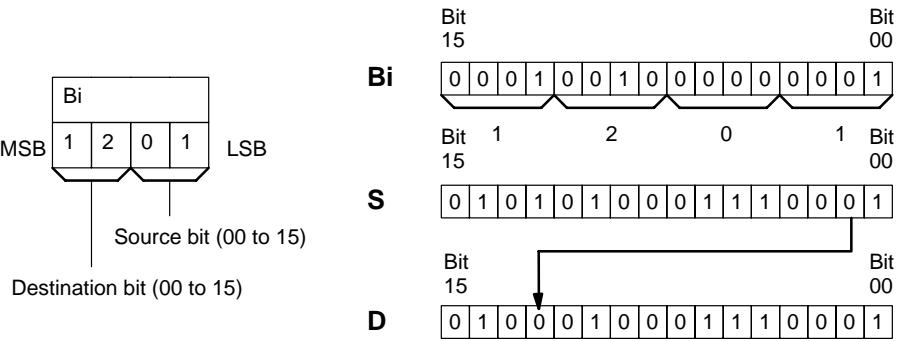 Bi
MSB 1 2 0 1 LSB
Source bit (00 to 15)
Destination bit (00 to 15)
Bit 15 Bit 00
Bi 0 0 0 1 0 0 1 0 0 0 0 0 0 0 0 1
1 2 0 1
Bit 15 Bit 00
S 0 1 0 1 0 1 0 0 0 1 1 1 0 0 0 1
Bit 15 Bit 00
D 0 1 0 0 0 1 0 0 0 1 1 1 0 0 0 1